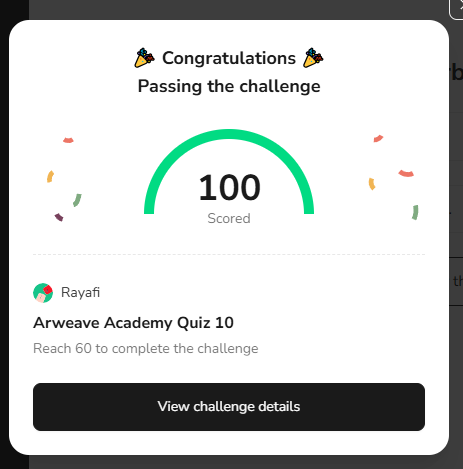 🎉 Congratulations 🎉
Passing the challenge
100
Scored
Rayafi
Arweave Academy Quiz 10
Reach 60 to complete the challenge
View challenge details